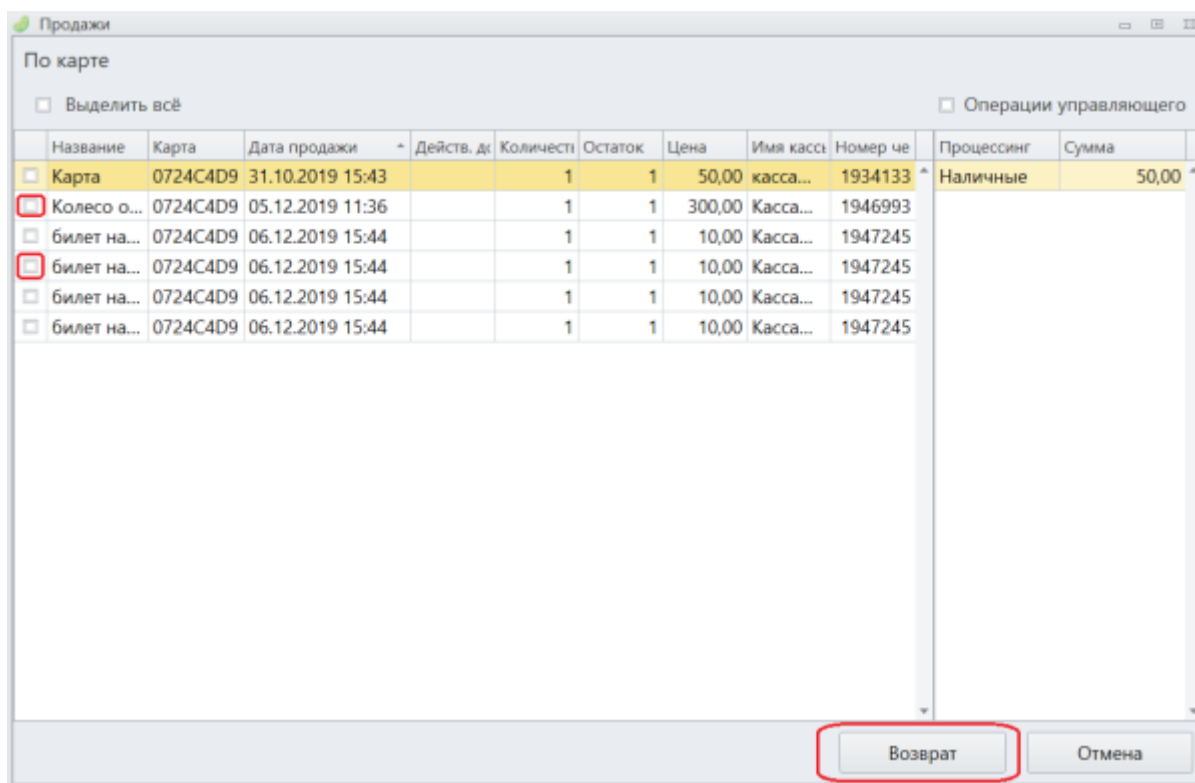 Продажи
По карте
Выделить всё Операции управляющего
Название Карта Дата продажи Действ. до Количесті Остаток Цена Имя кассы Номер че Процессинг Сумма
Карта 0724C4D9 31.10.2019 15:43 1 1 50,00 касса... 1934133 Наличные 50,00
Колесо о... 0724C4D9 05.12.2019 11:36 1 1 300,00 Касса... 1946993
билет на... 0724C4D9 06.12.2019 15:44 1 1 10,00 Касса... 1947245
билет на... 0724C4D9 06.12.2019 15:44 1 1 10,00 Касса... 1947245
билет на... 0724C4D9 06.12.2019 15:44 1 1 10,00 Касса... 1947245
билет на... 0724C4D9 06.12.2019 15:44 1 1 10,00 Касса... 1947245
Возврат Отмена